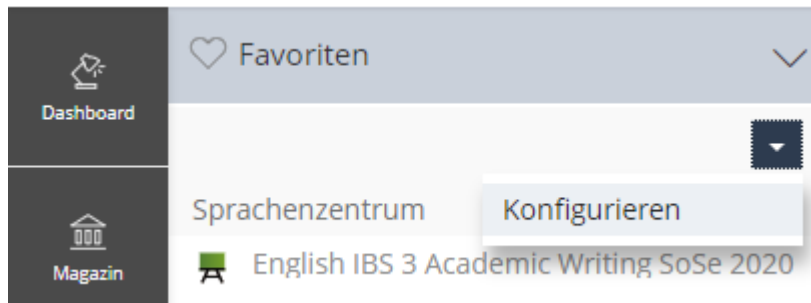 Favoriten
Dashboard
Sprachenzentrum
Konfigurieren
English IBS 3 Academic Writing SoSe 2020
Magazin